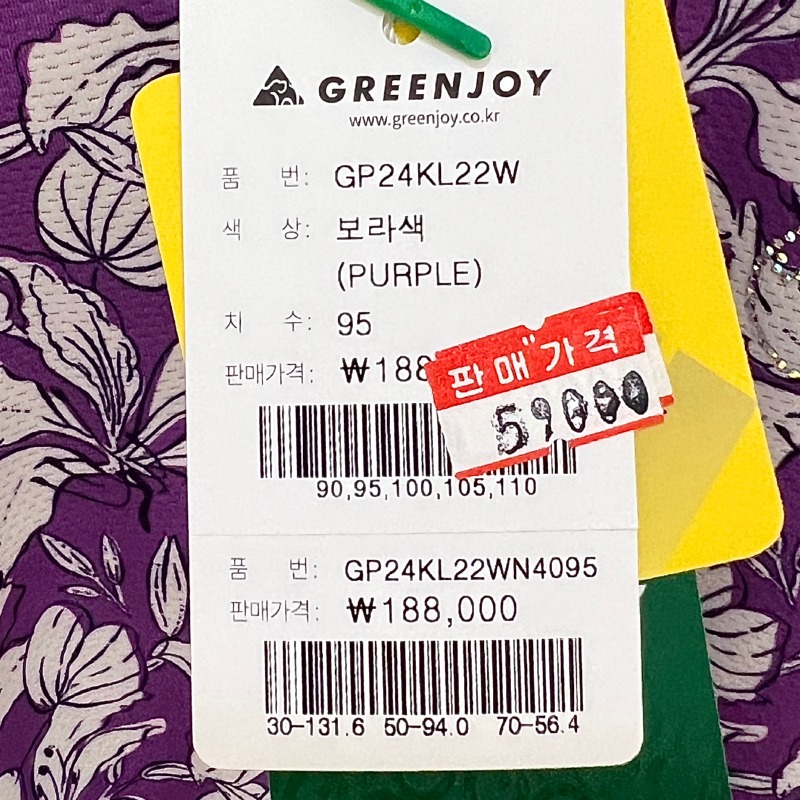 GREENJOY
www.greenjoy.co.kr
품 번: GP24KL22W
색 상: 보라색
(PURPLE)
치 수: 95
판매가격: ₩188
판매가격
59000
90,95,100,105,110
품 번: GP24KL22WN4095
판매가격: ₩188,000
30-131.6 50-94.0 70-56.4